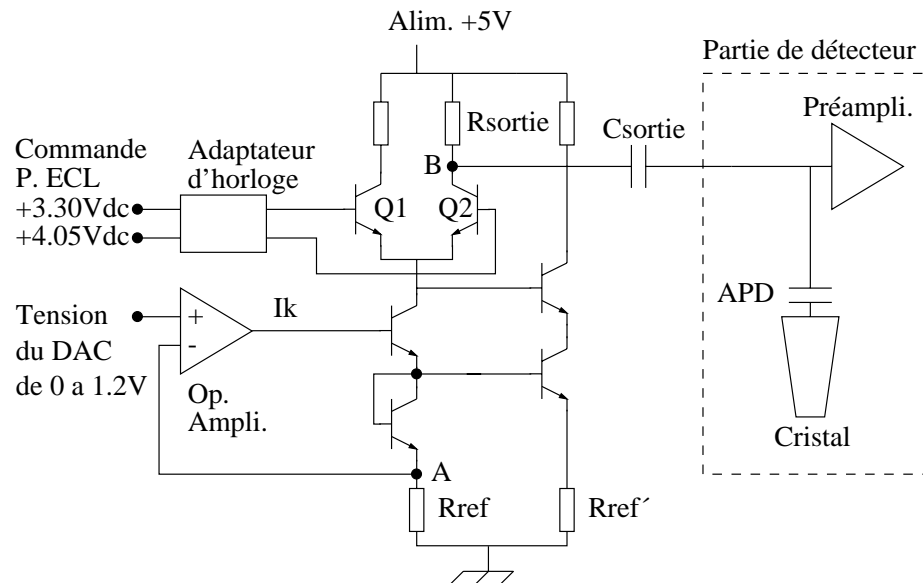 Alim. +5V
Partie de détecteur
Préampli.
Rsortie
Csortie
Commande
P. ECL
+3.30Vdc
+4.05Vdc
Adaptateur
d'horloge
B
Q1
Q2
Tension
du DAC
de 0 a 1.2V
+
-
Ik
Op.
Ampli.
APD
Cristal
A
Rref
Rref´